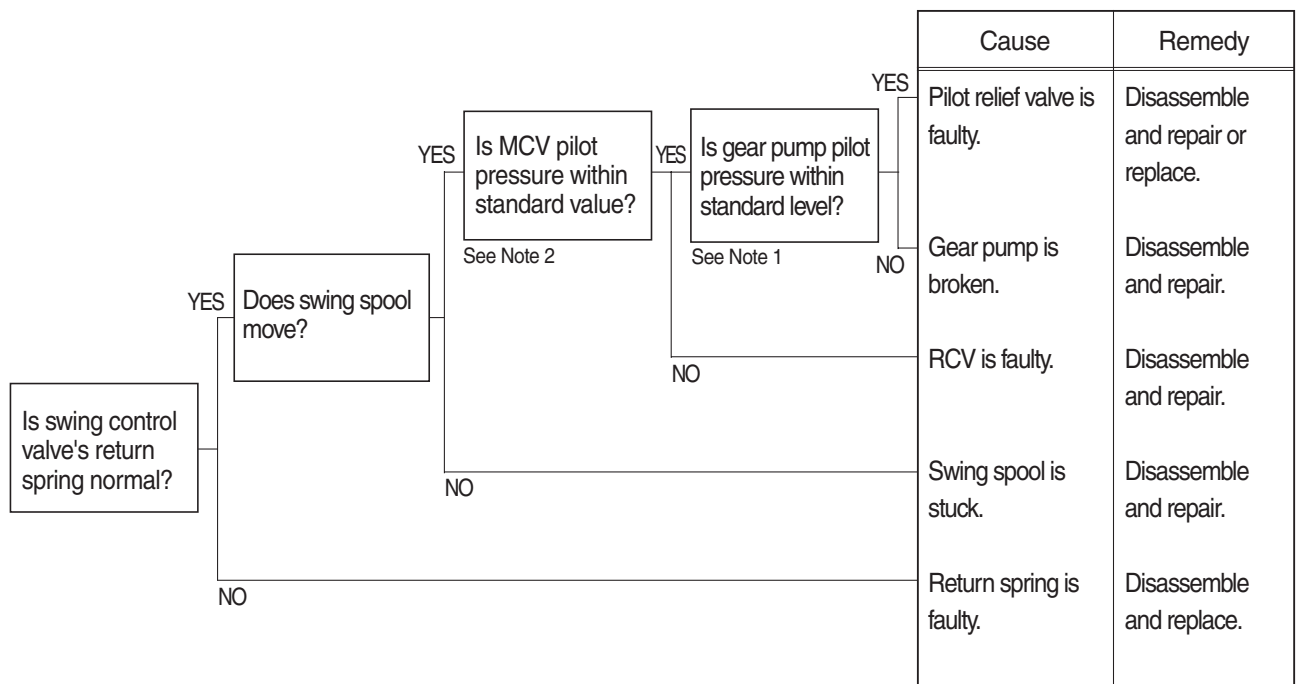 Cause
Remedy
YES
Pilot relief valve is
faulty.
Disassemble
and repair or
replace.
YES
Is MCV pilot
pressure within
standard value?
See Note 2
YES
Is gear pump pilot
pressure within
standard level?
See Note 1
NO
Gear pump is
broken.
Disassemble
and repair.
YES
Does swing spool
move?
NO
RCV is faulty.
Disassemble
and repair.
Is swing control
valve's return
spring normal?
NO
Swing spool is
stuck.
Disassemble
and repair.
NO
Return spring is
faulty.
Disassemble
and replace.